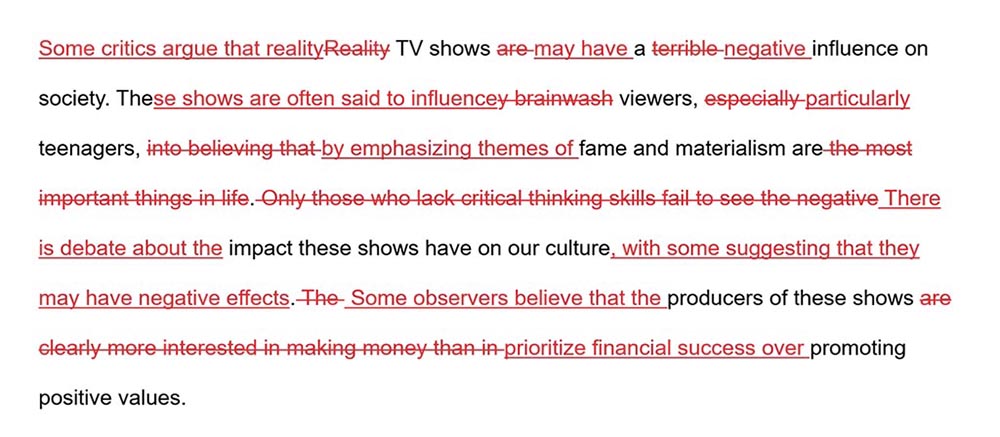 Some critics argue that realityReality TV shows are may have a terrible negative influence on
society. These shows are often said to influencey brainwash viewers, especially particularly
teenagers, into believing that by emphasizing themes of fame and materialism are the most
important things in life. Only those who lack critical thinking skills fail to see the negative There
is debate about the impact these shows have on our culture, with some suggesting that they
may have negative effects. The Some observers believe that the producers of these shows are
clearly more interested in making money than in prioritize financial success over promoting
positive values.